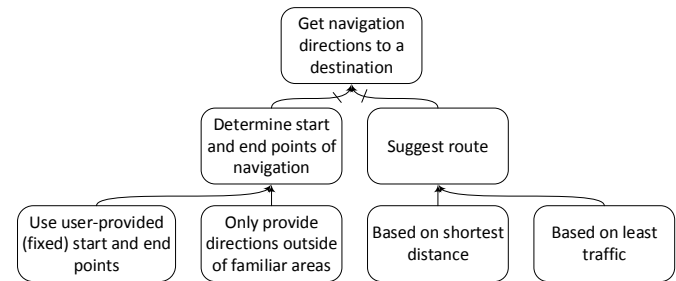 Get navigation
directions to a
destination
Determine start
and end points of
navigation
Suggest route
Use user-provided
(fixed) start and end
points
Only provide
directions outside
of familiar areas
Based on shortest
distance
Based on least
traffic